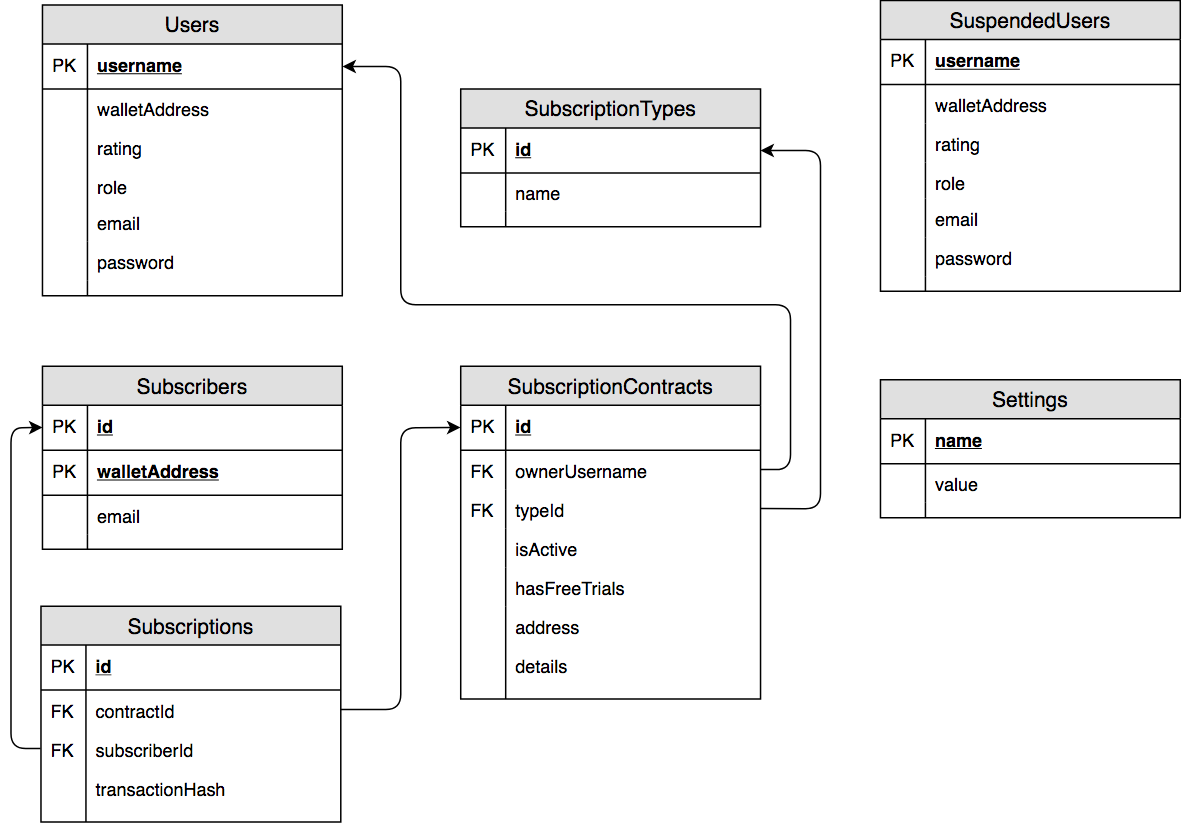 Users
PK username
walletAddress
rating
role
email
password
SubscriptionTypes
PK id
name
SuspendedUsers
PK username
walletAddress
rating
role
email
password
Subscribers
PK id
PK walletAddress
email
SubscriptionContracts
PK id
FK ownerUsername
FK typeId
isActive
hasFreeTrials
address
details
Settings
PK name
value
Subscriptions
PK id
FK contractId
FK subscriberId
transactionHash